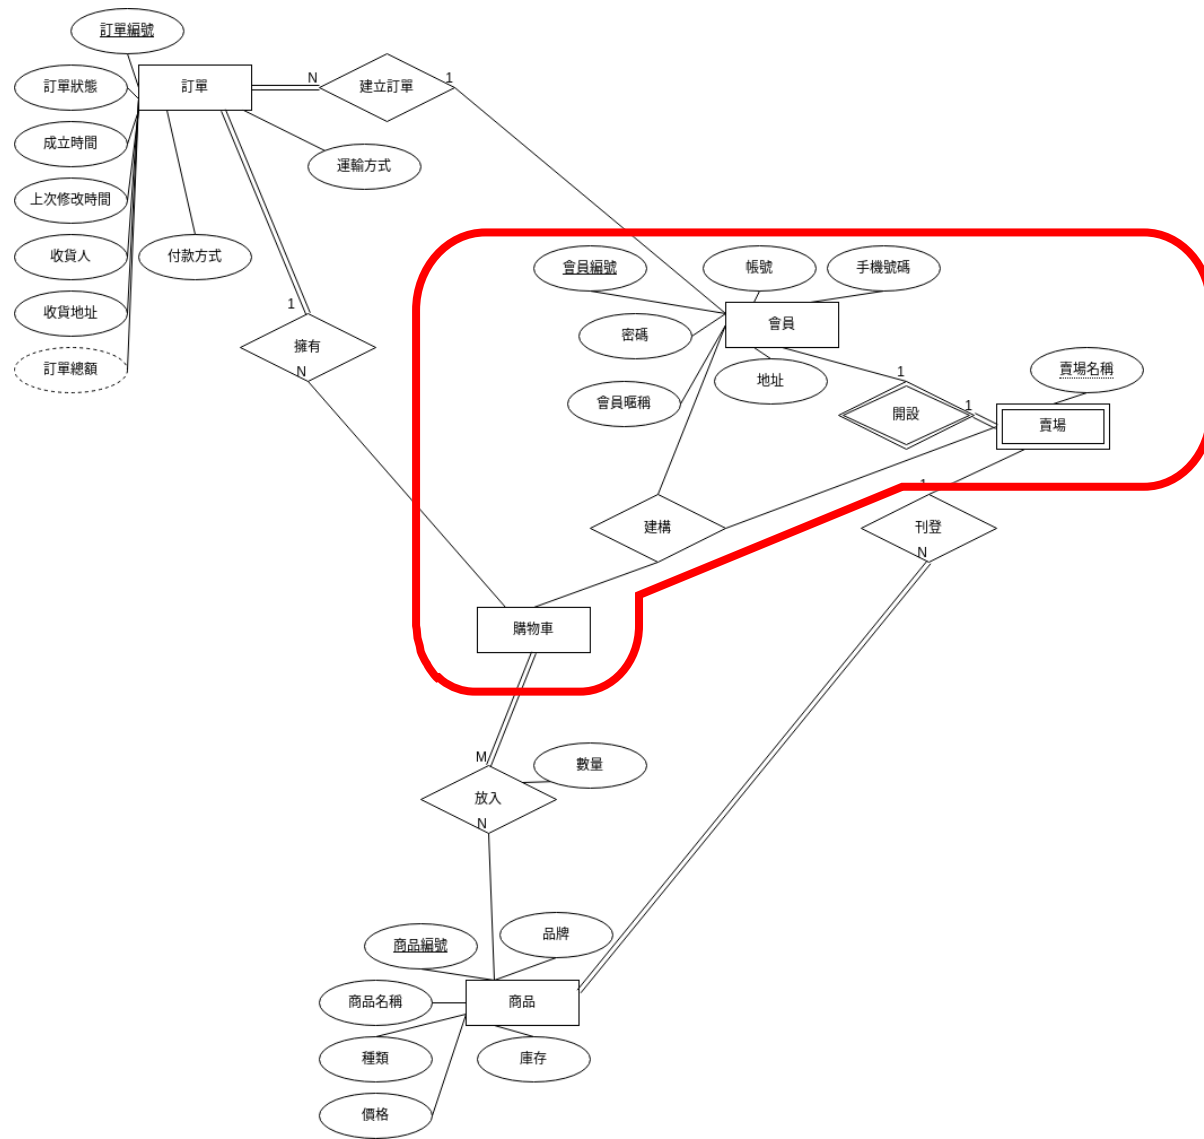 訂單編號
訂單狀態
訂單
N
建立訂單
1
成立時間
運輸方式
上次修改時間
收貨人
付款方式
會員編號
帳號
手機號碼
收貨地址
1
密碼
會員
擁有
N
訂單總額
1
地址
賣場名稱
會員暱稱
開設
1
賣場
1
建構
刊登
N
購物車
M
數量
放入
N
商品編號
品牌
商品名稱
商品
種類
庫存
價格